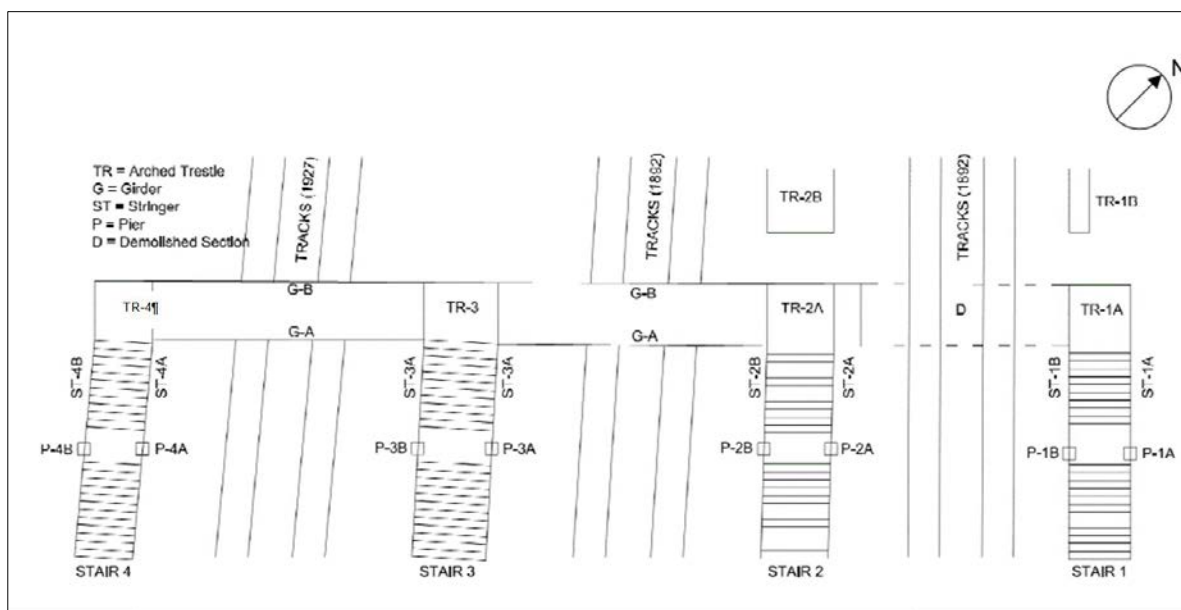 N
TR = Arched Trestle
G = Girder
ST = Stringer
P = Pier
D = Demolished Section
TRACKS (1927)
TRACKS (1892)
TRACKS (1892)
TR-2B
TR-1B
G-B
G-B
TR-4¶
TR-3
TR-2A
D
TR-1A
G-A
G-A
ST-4B
ST-4A
ST-3B
ST-3A
ST-2B
ST-2A
ST-1B
ST-1A
P-4B
P-4A
P-3B
P-3A
P-2B
P-2A
P-1B
P-1A
STAIR 4
STAIR 3
STAIR 2
STAIR 1